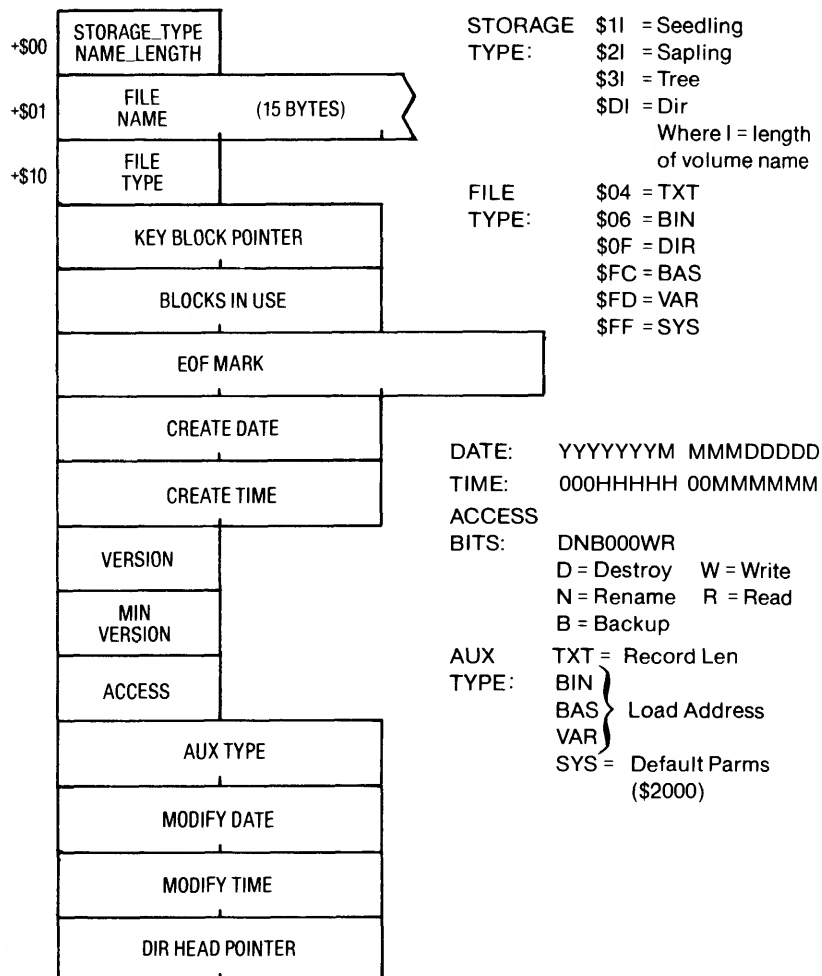 +$00
STORAGE_TYPE
NAME_LENGTH
+$01
FILE
NAME
(15 BYTES)
+$10
FILE
TYPE
KEY BLOCK POINTER
BLOCKS IN USE
EOF MARK
CREATE DATE
CREATE TIME
VERSION
MIN
VERSION
ACCESS
AUX TYPE
MODIFY DATE
MODIFY TIME
DIR HEAD POINTER
STORAGE $1l = Seedling
TYPE: $2l = Sapling
$3l = Tree
$Dl = Dir
Where l = length
of volume name
FILE $04 = TXT
TYPE: $06 = BIN
$0F = DIR
$FC = BAS
$FD = VAR
$FF = SYS
DATE: YYYYYYYM MMMDDDDD
TIME: 000HHHHH 00MMMMMM
ACCESS
BITS: DNB000WR
D = Destroy W = Write
N = Rename R = Read
B = Backup
AUX TXT = Record Len
TYPE: BIN
BAS Load Address
VAR
SYS = Default Parms
($2000)